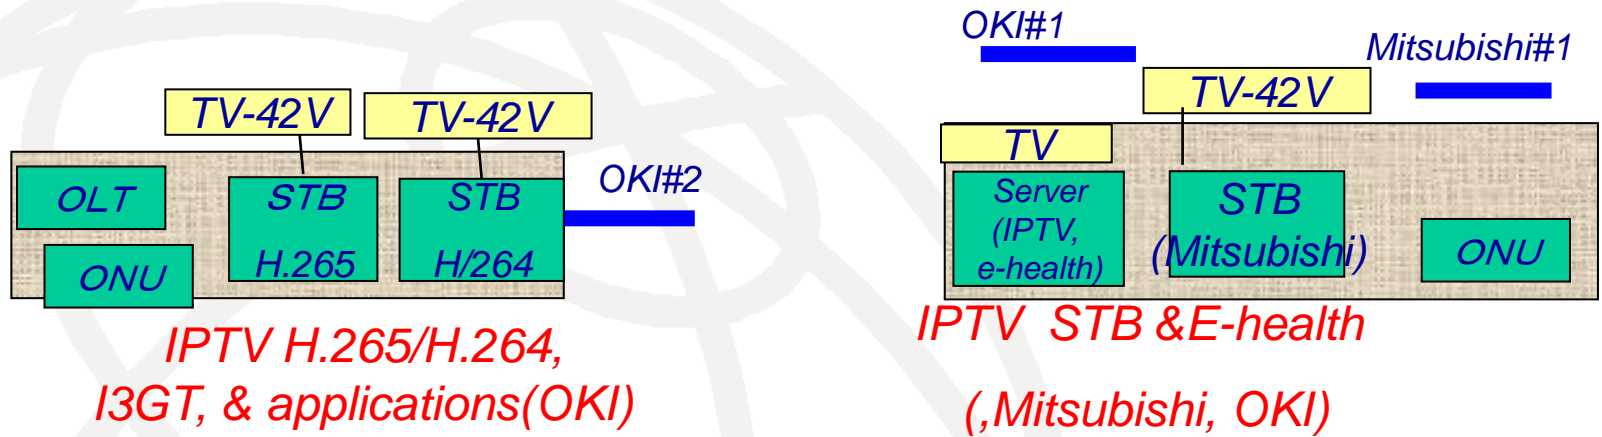 TV-42V
TV-42V
OLT
ONU
STB
H.265
STB
H/264
OKI#2
IPTV H.265/H.264,
I3GT, & applications(OKI)
OKI#1
Mitsubishi#1
TV-42V
TV
Server
(IPTV,
e-health)
STB
(Mitsubishi)
ONU
IPTV STB &E-health
(,Mitsubishi, OKI)